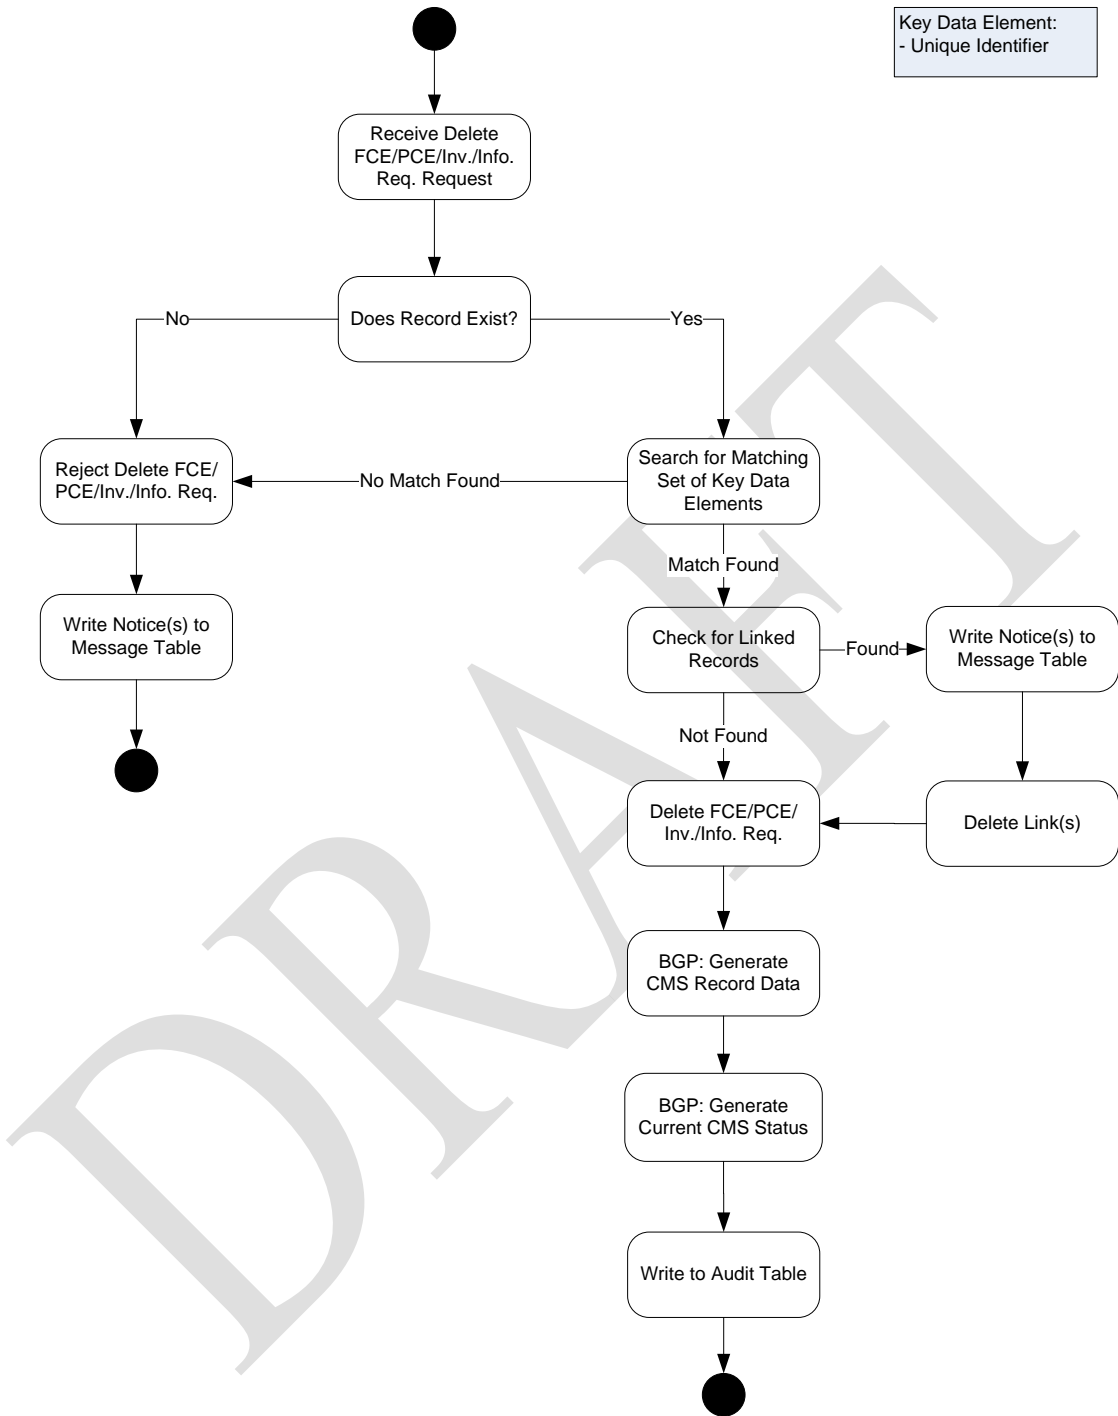 Key Data Element:
- Unique Identifier
Receive Delete
FCE/PCE/Inv./Info.
Req. Request
Does Record Exist?
No
Yes
Reject Delete FCE/
PCE/Inv./Info. Req.
No Match Found
Search for Matching
Set of Key Data
Elements
Match Found
Write Notice(s) to
Message Table
Check for Linked
Records
Found
Write Notice(s) to
Message Table
Not Found
Delete FCE/PCE/
Inv./Info. Req.
Delete Link(s)
BGP: Generate
CMS Record Data
BGP: Generate
Current CMS Status
Write to Audit Table
DRAFT